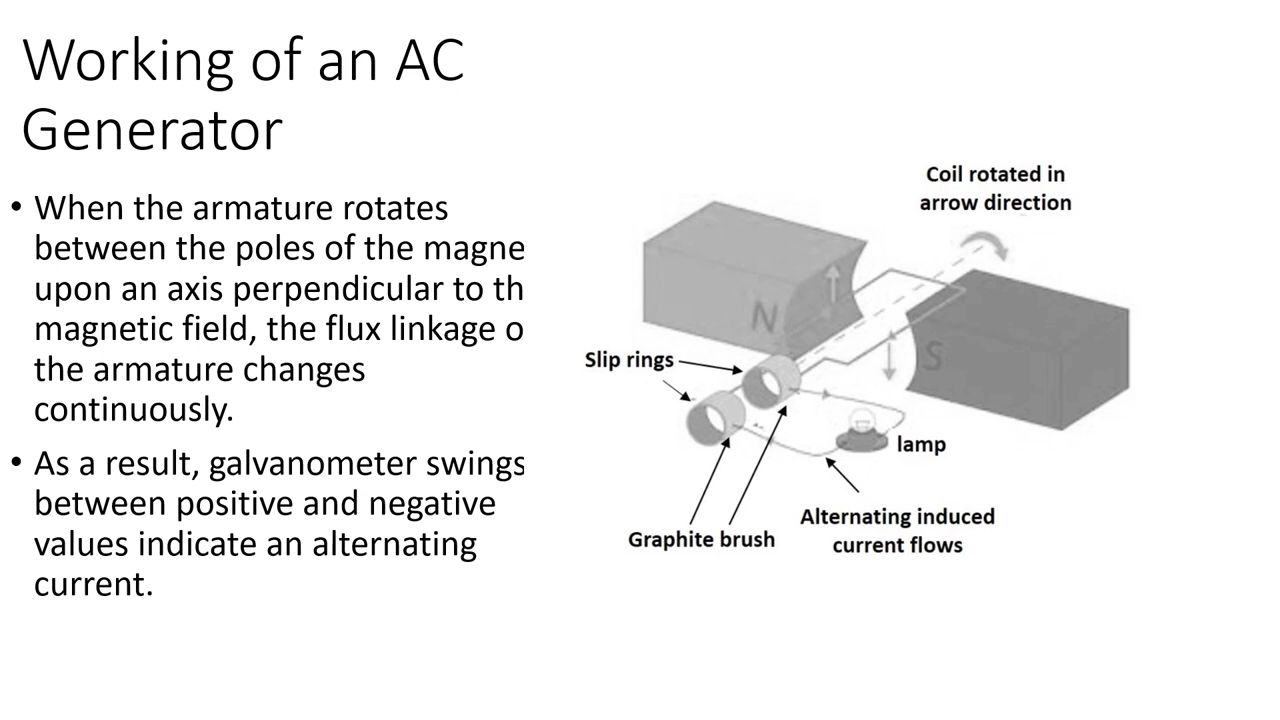 Working of an AC
Generator
• When the armature rotates
between the poles of the magne
upon an axis perpendicular to th
magnetic field, the flux linkage o
the armature changes
continuously.
• As a result, galvanometer swings
between positive and negative
values indicate an alternating
current.
Coil rotated in
arrow direction
N
S
Slip rings
lamp
Graphite brush
Alternating induced
current flows